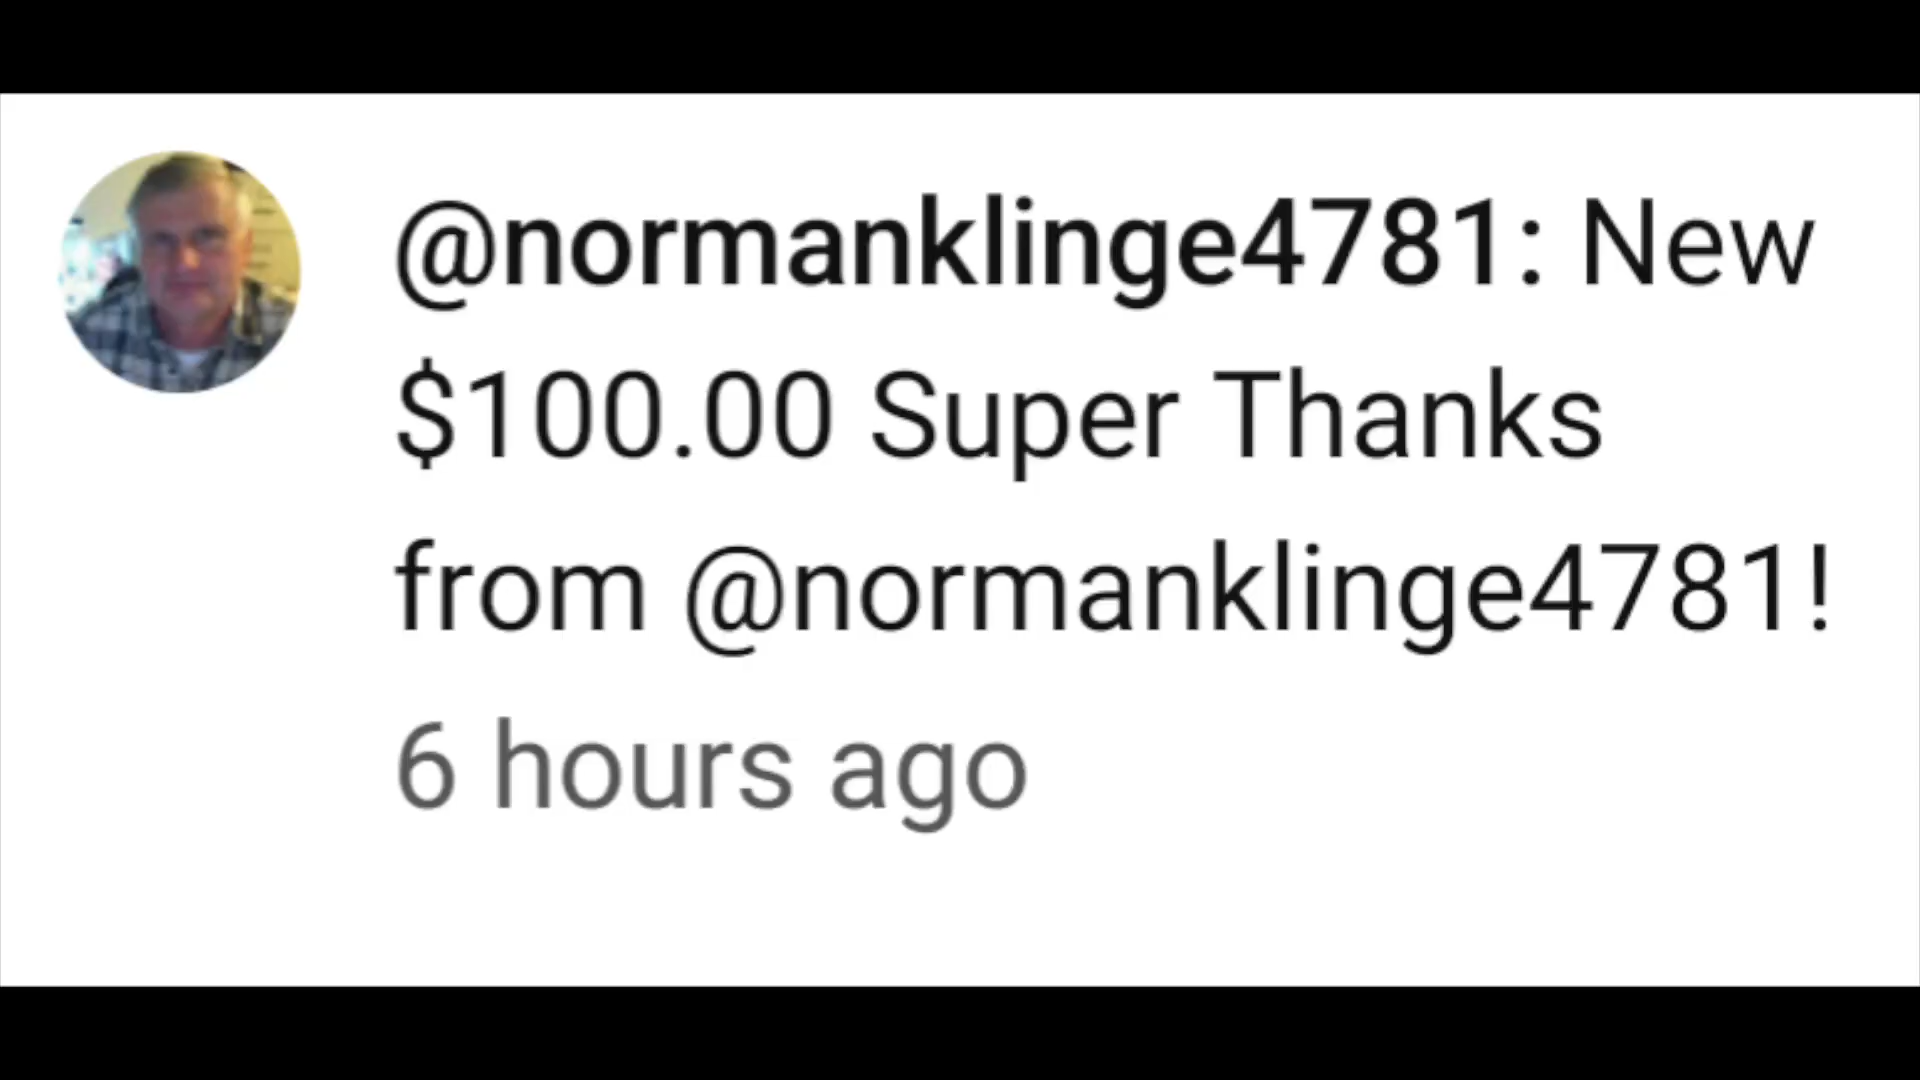 @normanklinge4781: New
$100.00 Super Thanks
from @normanklinge4781!
6 hours ago